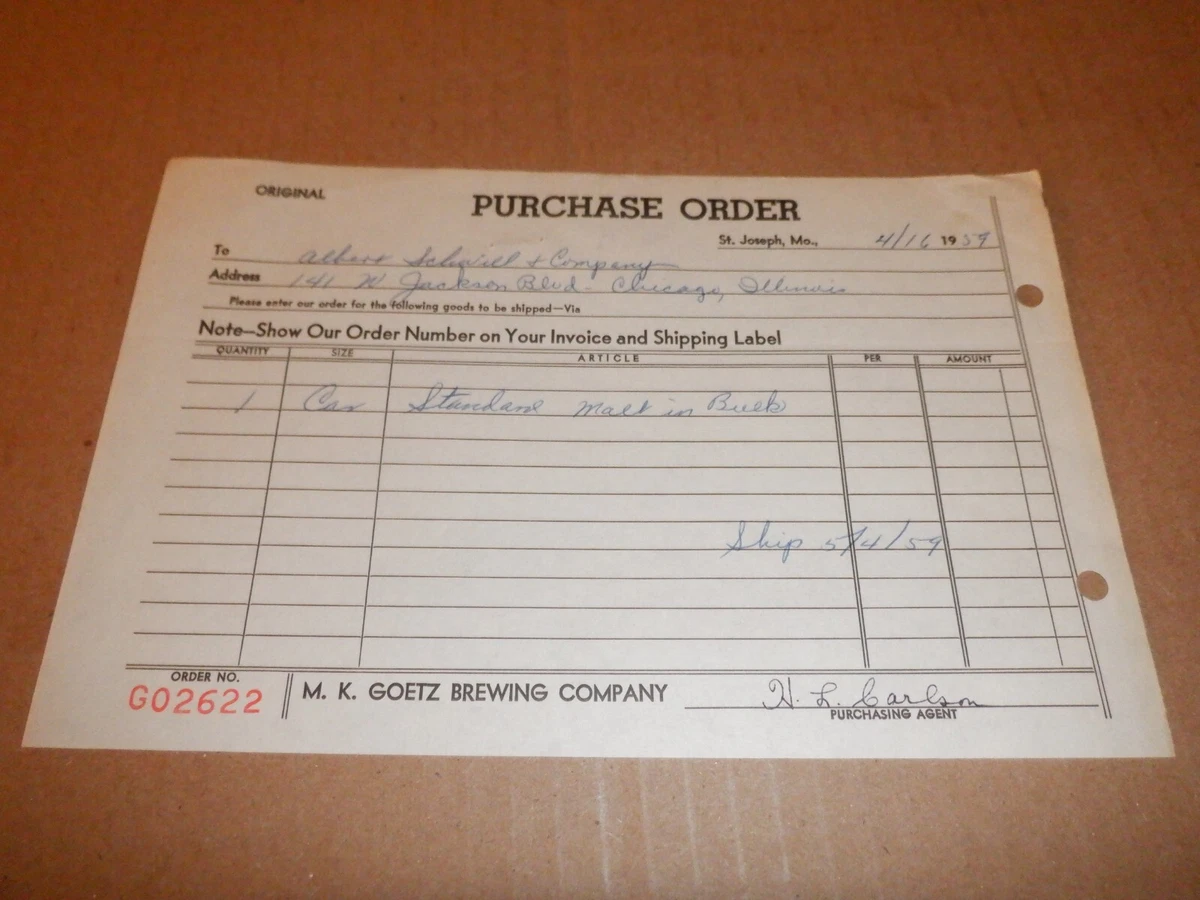 ORIGINAL
PURCHASE ORDER
St. Joseph, Mo., 4/16 1959
To Albert Schwill & Company
Address 141 W Jackson Blvd - Chicago, Illinois
Please enter our order for the following goods to be shipped—Via
Note—Show Our Order Number on Your Invoice and Shipping Label
QUANTITY SIZE ARTICLE PER AMOUNT
1 Car Standard Malt in Bulk
Ship 5/4/59
ORDER NO.
G02622
M. K. GOETZ BREWING COMPANY
H. L. Carlson
PURCHASING AGENT